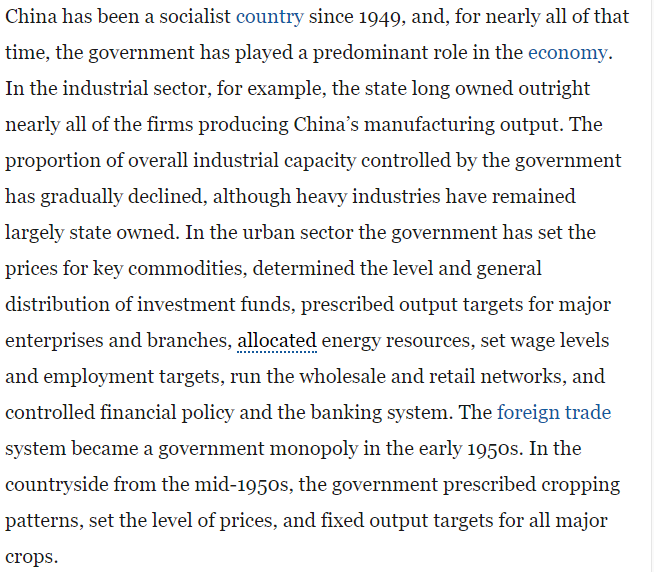 China has been a socialist country since 1949, and, for nearly all of that
time, the government has played a predominant role in the economy.
In the industrial sector, for example, the state long owned outright
nearly all of the firms producing China’s manufacturing output. The
proportion of overall industrial capacity controlled by the government
has gradually declined, although heavy industries have remained
largely state owned. In the urban sector the government has set the
prices for key commodities, determined the level and general
distribution of investment funds, prescribed output targets for major
enterprises and branches, allocated energy resources, set wage levels
and employment targets, run the wholesale and retail networks, and
controlled financial policy and the banking system. The foreign trade
system became a government monopoly in the early 1950s. In the
countryside from the mid-1950s, the government prescribed cropping
patterns, set the level of prices, and fixed output targets for all major
crops.